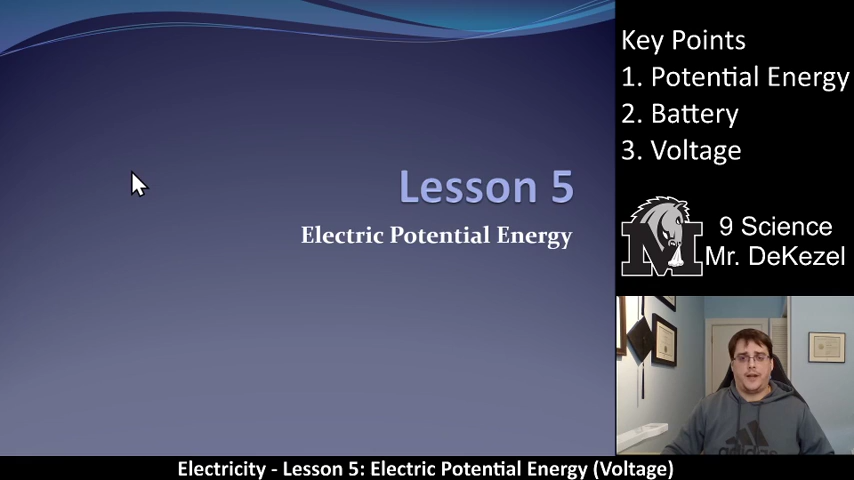 Lesson 5
Electric Potential Energy
Key Points
1. Potential Energy
2. Battery
3. Voltage
M
9 Science
Mr. DeKezel
adidas
Electricity - Lesson 5: Electric Potential Energy (Voltage)